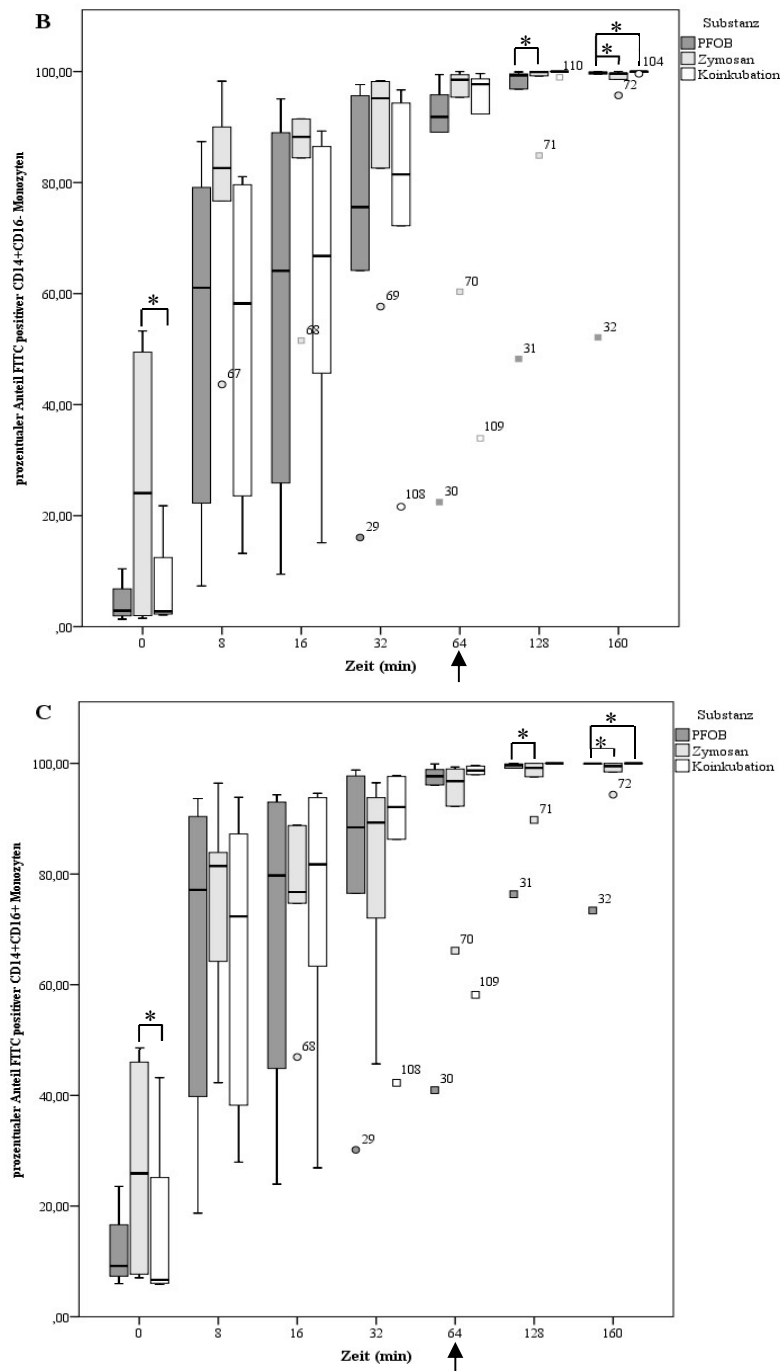 B
Substanz
PFOB
Zymosan
Koinkubation
prozentualer Anteil FITC positiver CD14+CD16- Monozyten
100,00
80,00
60,00
40,00
20,00
,00
*
*
*
*
110
104
72
71
70
69
68
67
32
31
109
108
30
29
0 8 16 32 64 128 160
Zeit (min)
C
Substanz
PFOB
Zymosan
Koinkubation
prozentualer Anteil FITC positiver CD14+CD16+ Monozyten
100,00
80,00
60,00
40,00
20,00
,00
*
*
*
*
72
71
31
32
70
109
68
108
30
29
0 8 16 32 64 128 160
Zeit (min)